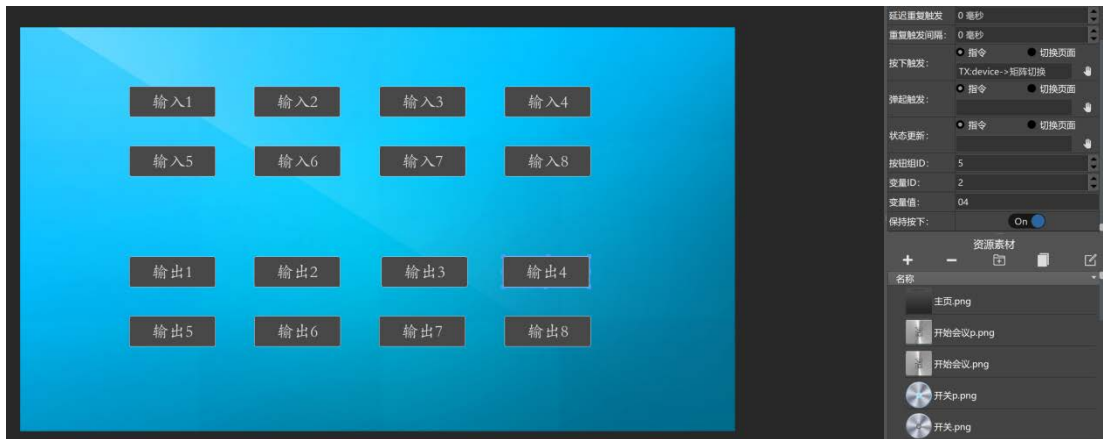 延迟重复触发 0 毫秒
重复触发间隔: 0 毫秒
指令 切换页面
按下触发:
TX:device->矩阵切换
指令 切换页面
弹起触发:
指令 切换页面
状态更新:
按钮组ID: 5
变量ID: 2
变量值: 04
保持按下: On
资源素材
名称
主页.png
开始会议p.png
开始会议.png
开关p.png
开关.png
输入1 输入2 输入3 输入4
输入5 输入6 输入7 输入8
输出1 输出2 输出3 输出4
输出5 输出6 输出7 输出8